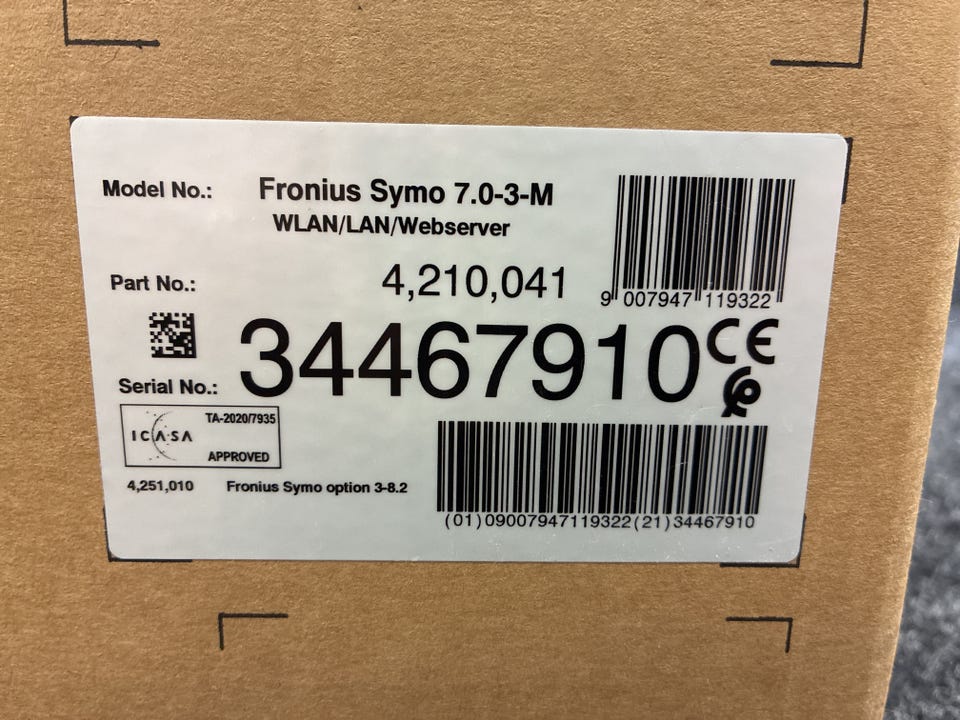 Model No.: Fronius Symo 7.0-3-M
WLAN/LAN/Webserver
Part No.: 4,210,041
9 007947 119322
Serial No.: 34467910
CE
ICASA
TA-2020/7935
APPROVED
4,251,010 Fronius Symo option 3-8.2
(01)09007947119322(21)34467910